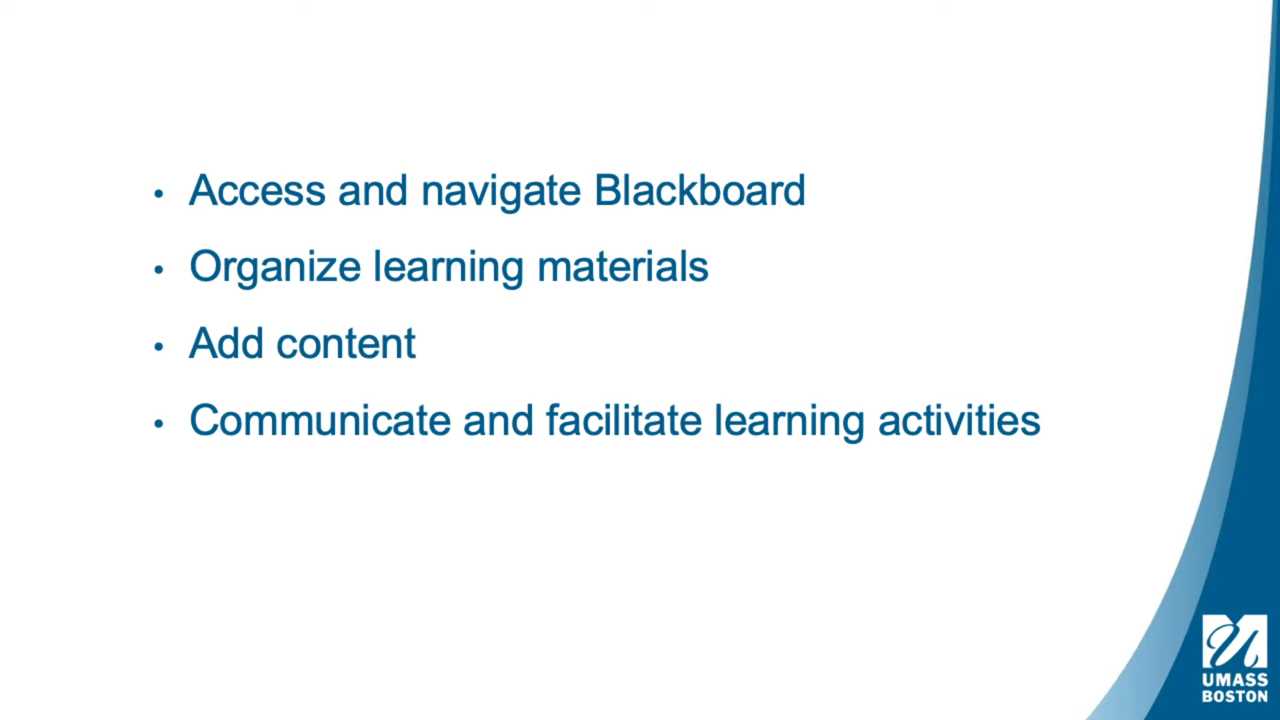 • Access and navigate Blackboard
• Organize learning materials
• Add content
• Communicate and facilitate learning activities
UMASS
BOSTON